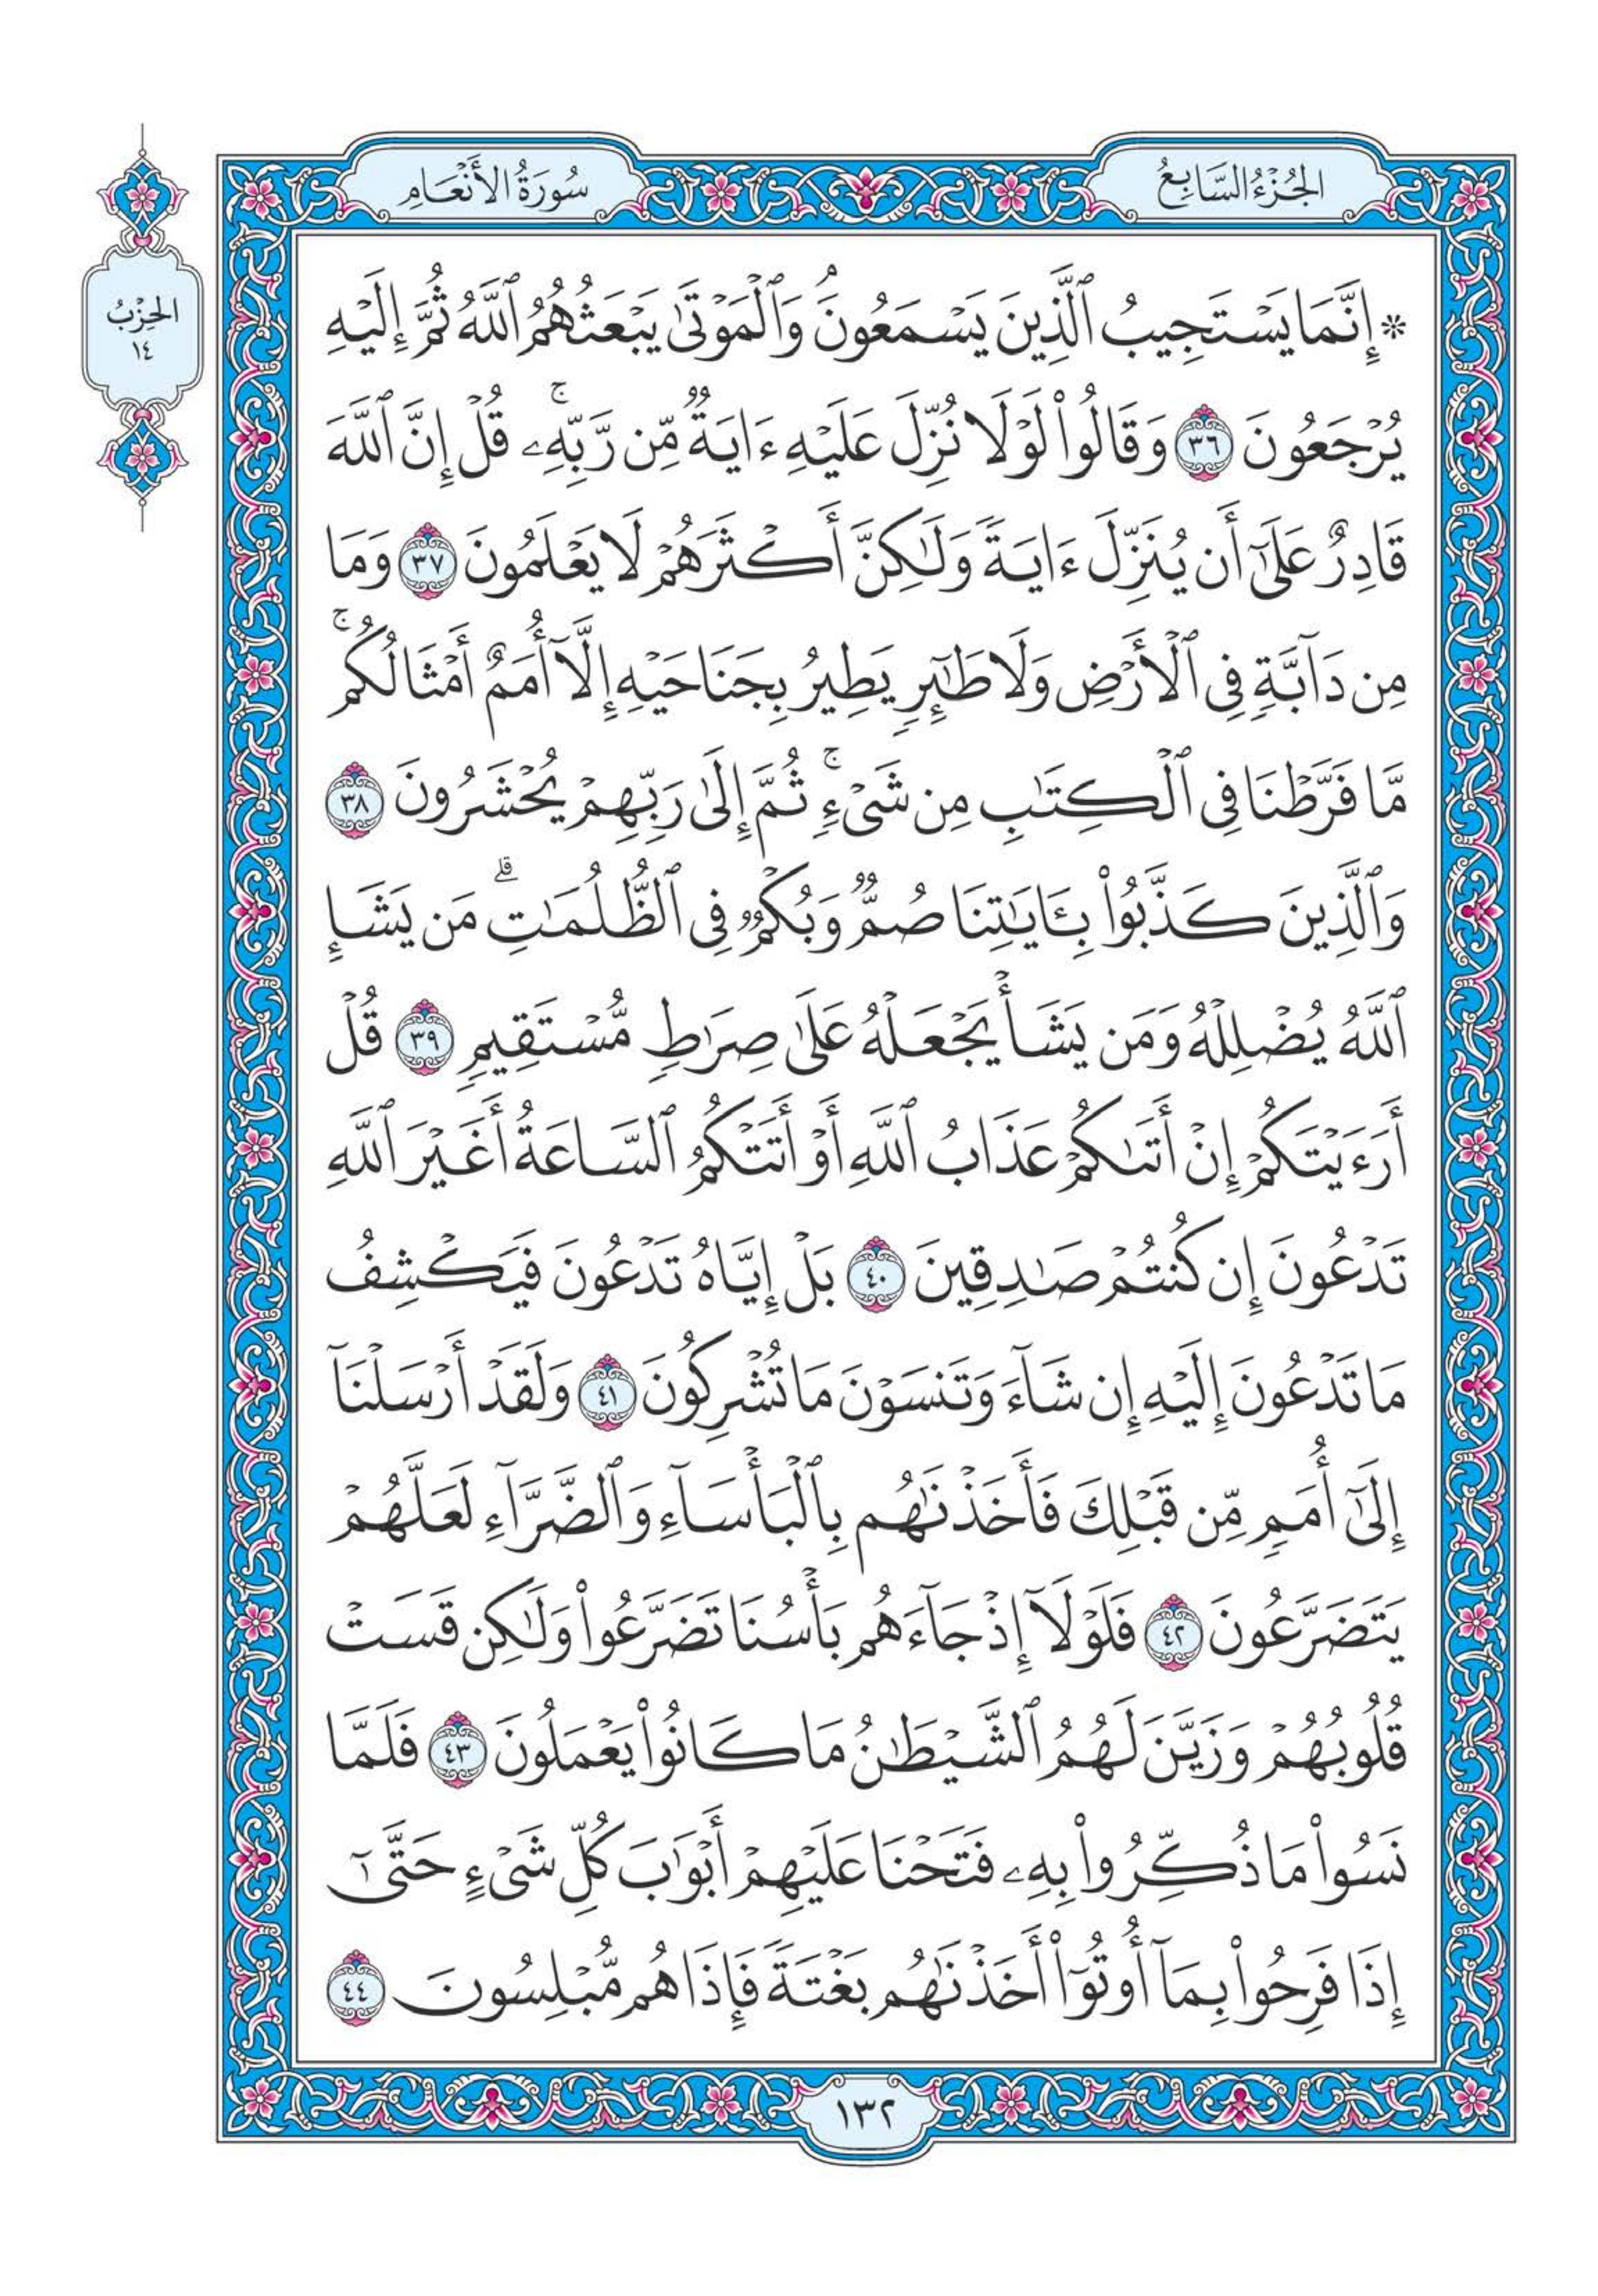 الجُزْءُ السَّابِعُ
سُورَةُ الأَنْعَامِ
الحِزْبُ
١٤
* إِنَّمَا يَسْتَجِيبُ ٱلَّذِينَ يَسْمَعُونَۘ وَٱلْمَوْتَىٰ يَبْعَثُهُمُ ٱللَّهُ ثُمَّ إِلَيْهِ
يُرْجَعُونَ ٣٦ وَقَالُوا۟ لَوْلَا نُزِّلَ عَلَيْهِ ءَايَةٌ مِّن رَّبِّهِۦۚ قُلْ إِنَّ ٱللَّهَ
قَادِرٌ عَلَىٰٓ أَن يُنَزِّلَ ءَايَةً وَلَـٰكِنَّ أَكْثَرَهُمْ لَا يَعْلَمُونَ ٣٧ وَمَا
مِن دَآبَّةٍ فِى ٱلْأَرْضِ وَلَا طَـٰٓئِرٍ يَطِيرُ بِجَنَاحَيْهِ إِلَّآ أُمَمٌ أَمْثَالُكُمۚ
مَّا فَرَّطْنَا فِى ٱلْكِتَـٰبِ مِن شَىْءٍۚ ثُمَّ إِلَىٰ رَبِّهِمْ يُحْشَرُونَ ٣٨
وَٱلَّذِينَ كَذَّبُوا۟ بِـَٔايَـٰتِنَا صُمٌّ وَبُكْمٌ فِى ٱلظُّلُمَـٰتِۗ مَن يَشَإِ
ٱللَّهُ يُضْلِلْهُ وَمَن يَشَأْ يَجْعَلْهُ عَلَىٰ صِرَٰطٍ مُّسْتَقِيمٍ ٣٩ قُلْ
أَرَءَيْتَكُمْ إِنْ أَتَىٰكُمْ عَذَابُ ٱللَّهِ أَوْ أَتَتْكُمُ ٱلسَّاعَةُ أَغَيْرَ ٱللَّهِ
تَدْعُونَ إِن كُنتُمْ صَـٰدِقِينَ ٤٠ بَلْ إِيَّاهُ تَدْعُونَ فَيَكْشِفُ
مَا تَدْعُونَ إِلَيْهِ إِن شَآءَ وَتَنسَوْنَ مَا تُشْرِكُونَ ٤١ وَلَقَدْ أَرْسَلْنَآ
إِلَىٰٓ أُمَمٍ مِّن قَبْلِكَ فَأَخَذْنَـٰهُم بِٱلْبَأْسَآءِ وَٱلضَّرَّآءِ لَعَلَّهُمْ
يَتَضَرَّعُونَ ٤٢ فَلَوْلَآ إِذْ جَآءَهُم بَأْسُنَا تَضَرَّعُوا۟ وَلَـٰكِن قَسَتْ
قُلُوبُهُمْ وَزَيَّنَ لَهُمُ ٱلشَّيْطَـٰنُ مَا كَانُوا۟ يَعْمَلُونَ ٤٣ فَلَمَّا
نَسُوا۟ مَا ذُكِّرُوا۟ بِهِۦ فَتَحْنَا عَلَيْهِمْ أَبْوَٰبَ كُلِّ شَىْءٍ حَتَّىٰٓ
إِذَا فَرِحُوا۟ بِمَآ أُوتُوٓا۟ أَخَذْنَـٰهُم بَغْتَةً فَإِذَا هُم مُّبْلِسُونَ ٤٤
١٣٢